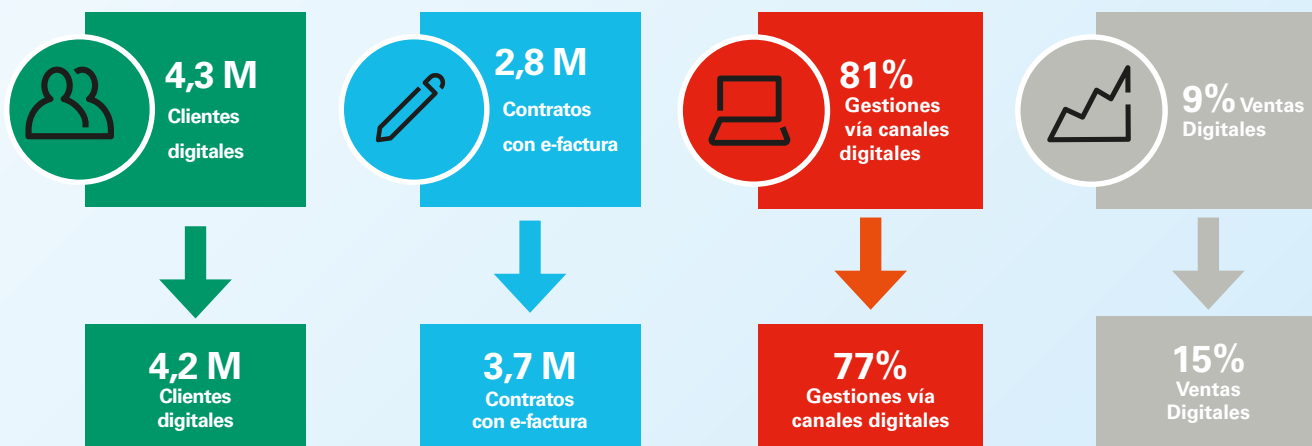 4,3 M
Clientes
digitales
2,8 M
Contratos
con e-factura
81%
Gestiones
vía canales
digitales
9% Ventas
Digitales
4,2 M
Clientes
digitales
3,7 M
Contratos
con e-factura
77%
Gestiones vía
canales digitales
15%
Ventas
Digitales